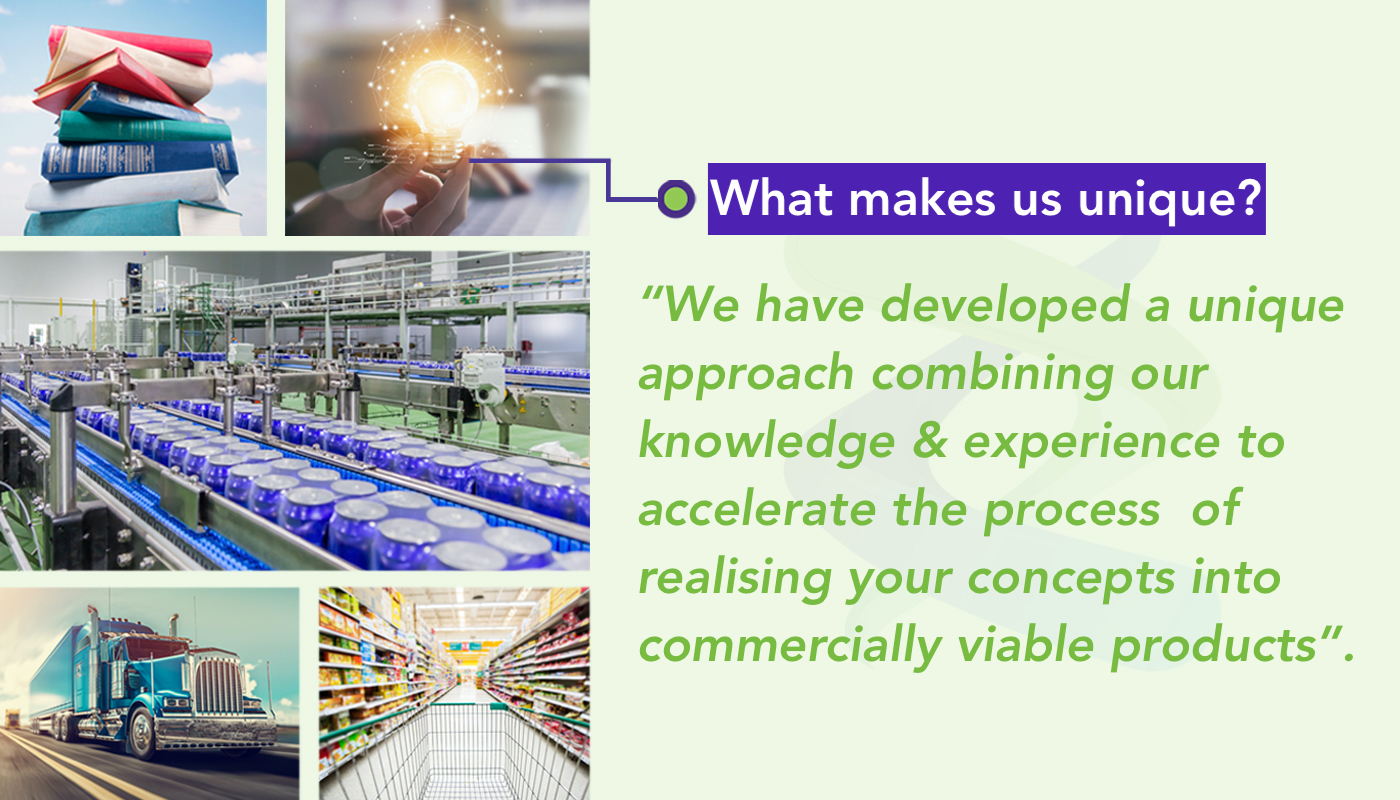 What makes us unique?
“We have developed a unique
approach combining our
knowledge & experience to
accelerate the process  of
realising your concepts into
commercially viable products”.